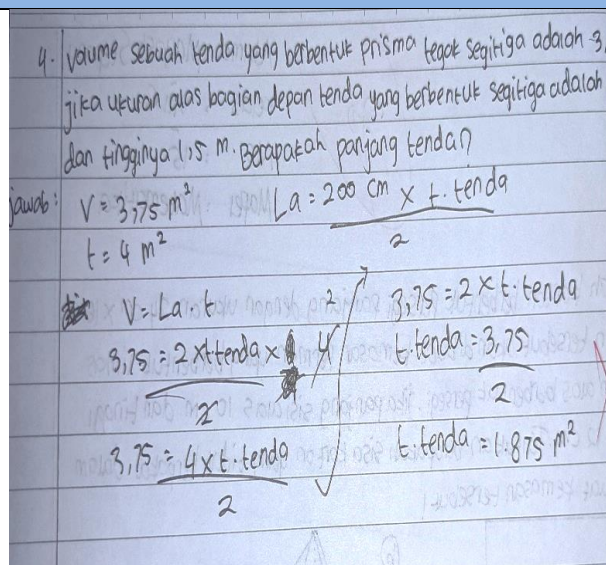 4. Volume sebuah tenda yang berbentuk prisma tegak segitiga adalah 3,
jika ukuran alas bagian depan tenda yang berbentuk segitiga adalah
dan tingginya 1,5 m. Berapakah panjang tenda?
jawab: V = 3,75 m²
t = 4 m²
La = 200 cm × t. tenda
2
V = La . t
3,75 = 2 × t tenda × 4
2
3,75 = 4 × t. tenda
2
2
3,75 = 2 × t. tenda
t. tenda = 3,75
2
t. tenda = 1.875 m²